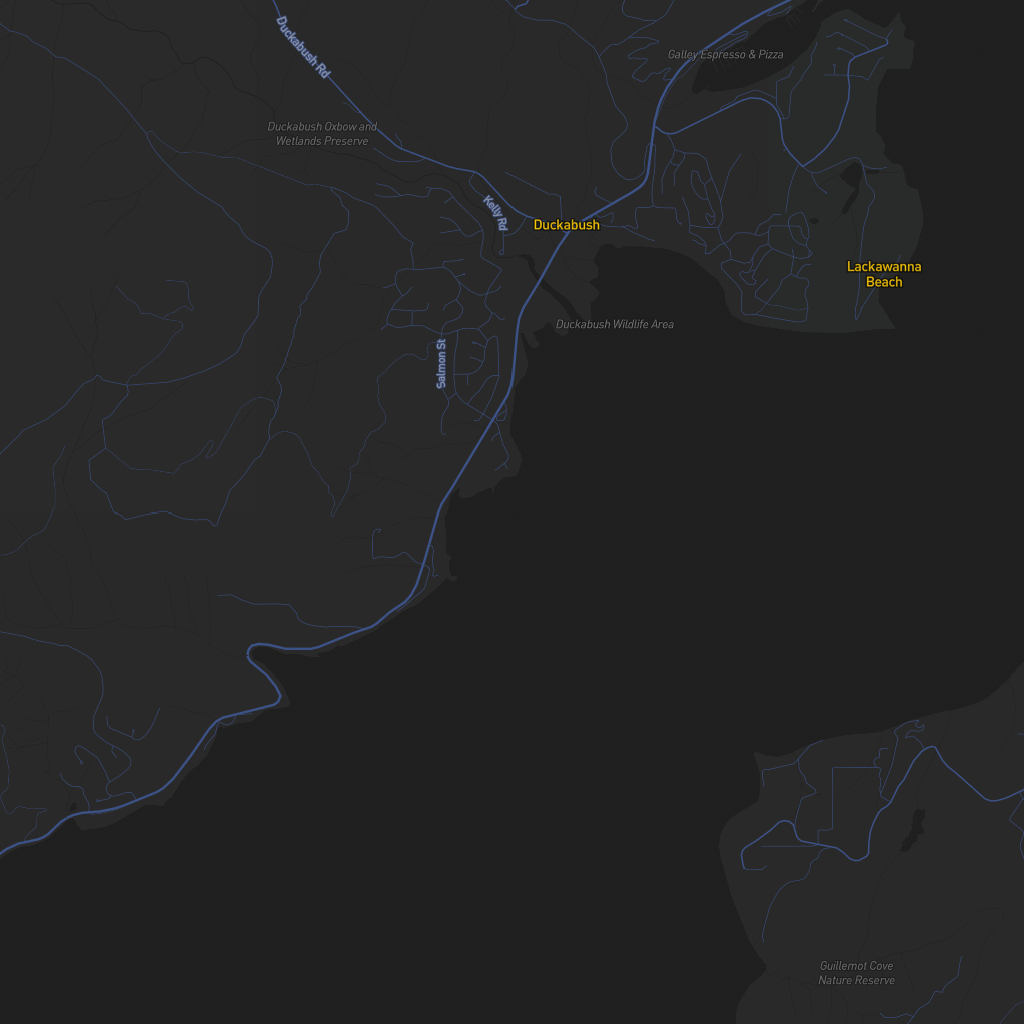 Duckabush Rd
Galley Espresso & Pizza
Duckabush Oxbow and
Wetlands Preserve
Kelly Rd
Duckabush
Lackawanna
Beach
Duckabush Wildlife Area
Salmon St
Guillemot Cove
Nature Reserve